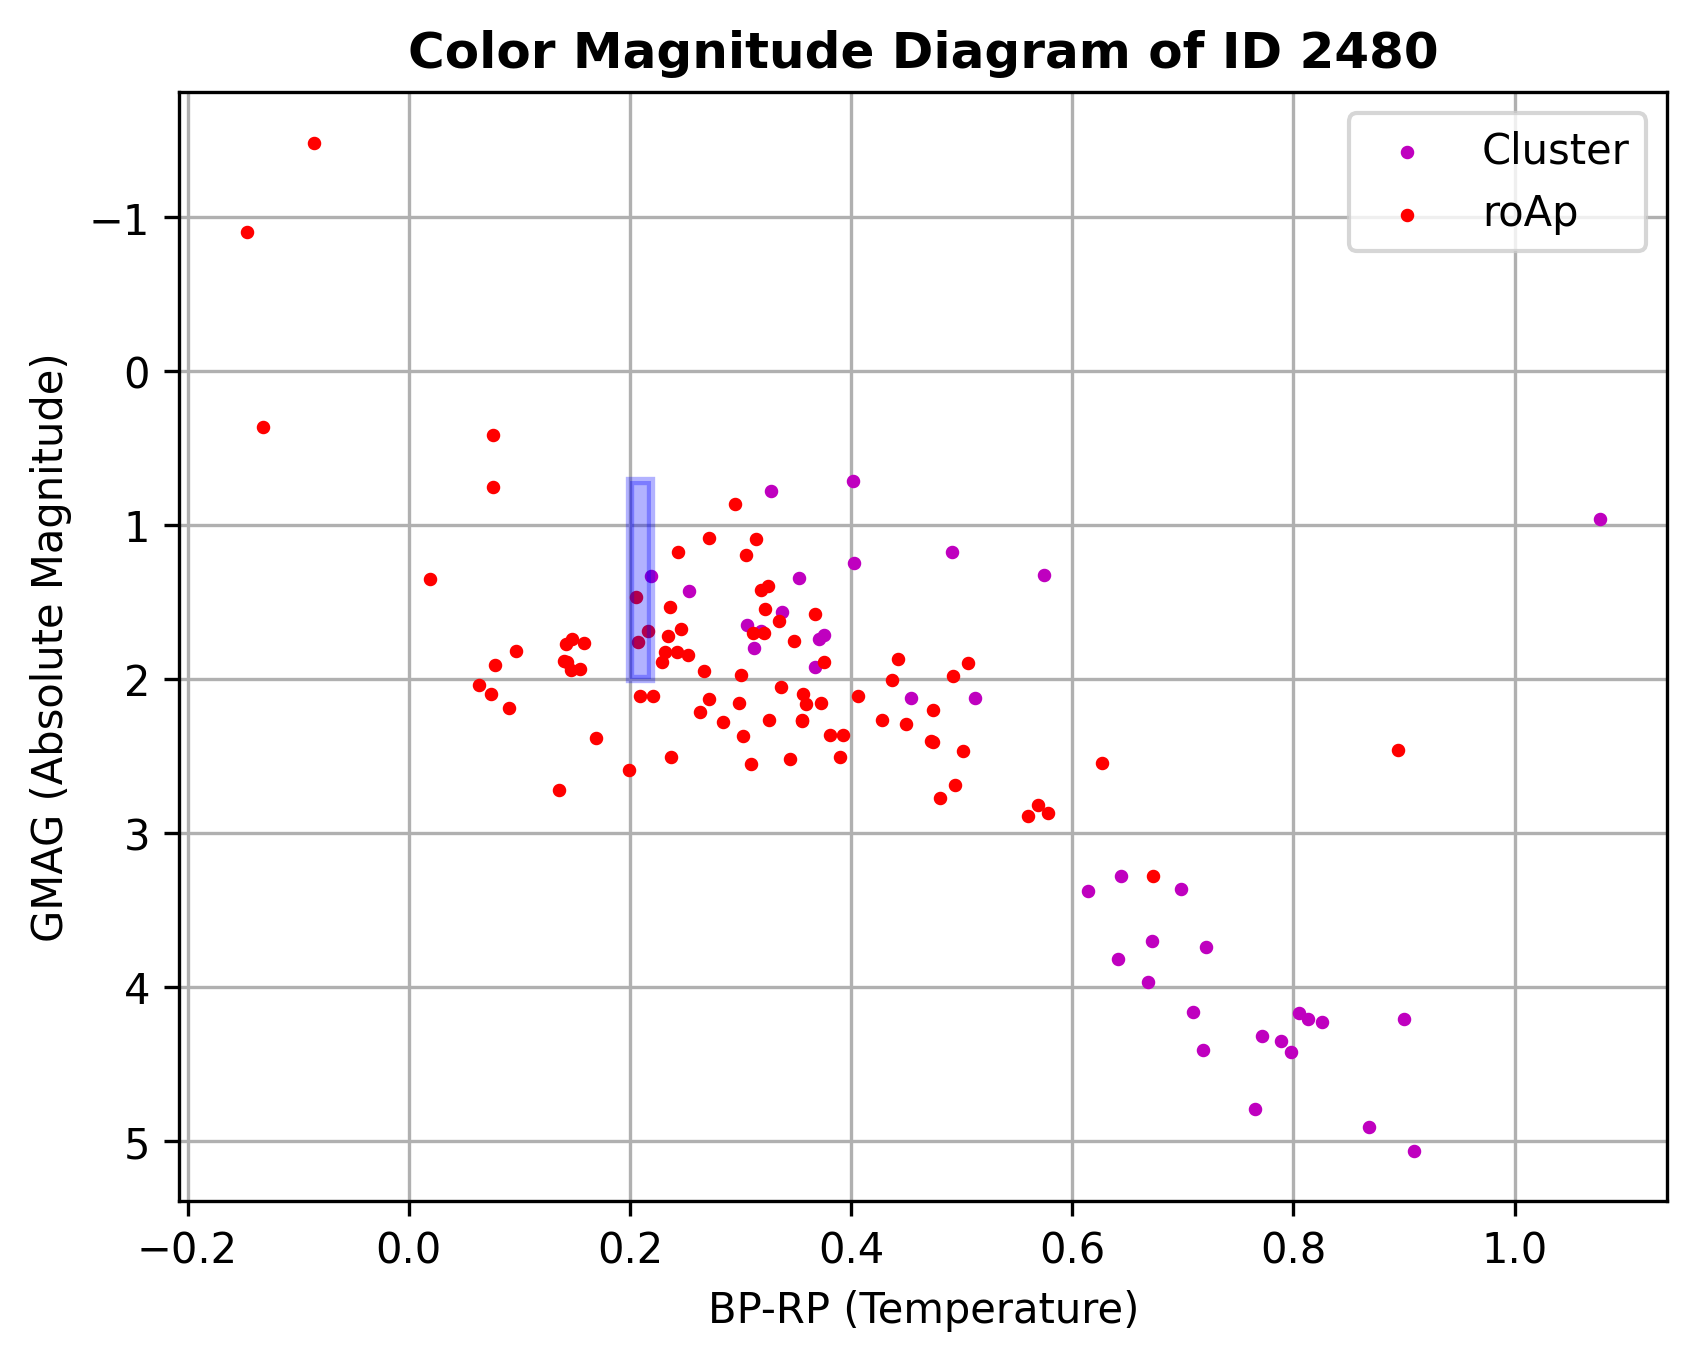 Color Magnitude Diagram of ID 2480
Cluster
roAp
−1
0
1
2
3
4
5
GMAG (Absolute Magnitude)
−0.2 0.0 0.2 0.4 0.6 0.8 1.0
BP-RP (Temperature)